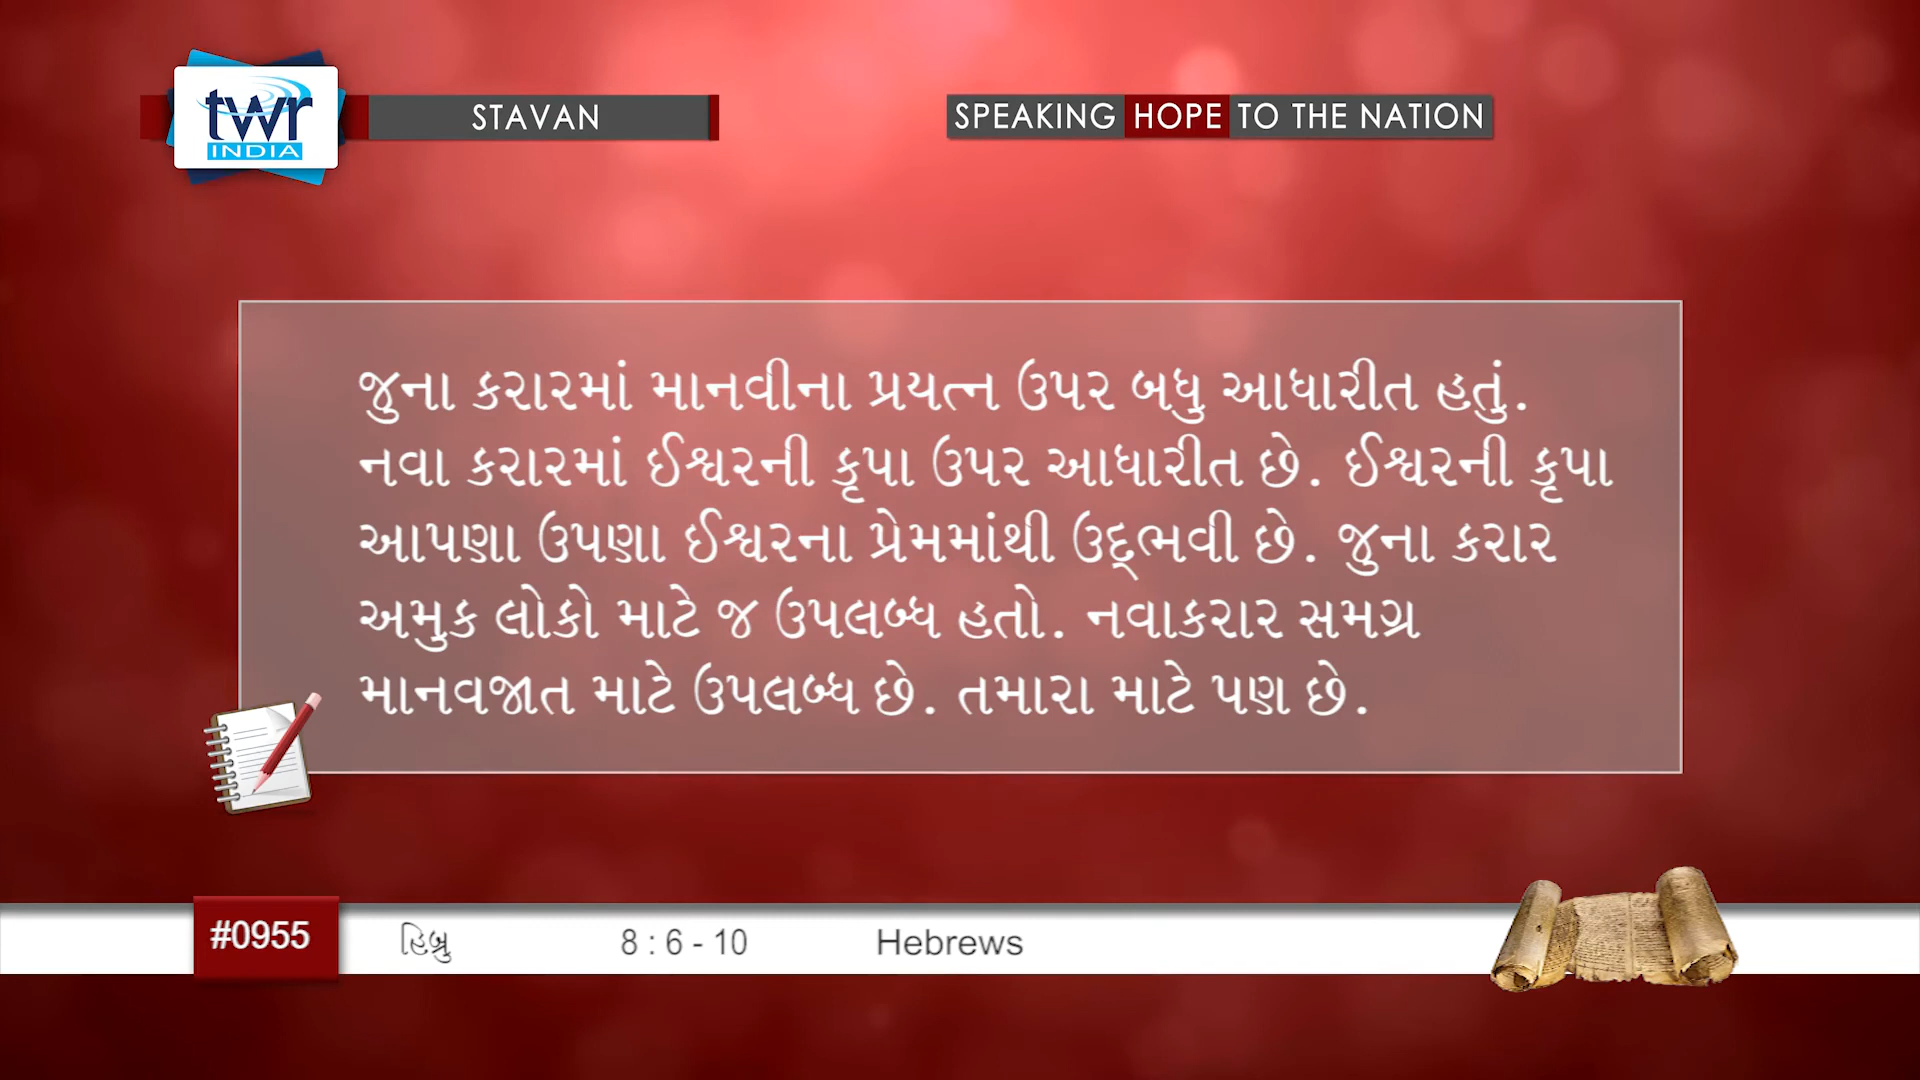 twr
INDIA
STAVAN
SPEAKING HOPE TO THE NATION
જુના કરારમાં માનવીના પ્રયત્ન ઉપર બધુ આધારીત હતું.
નવા કરારમાં ઈશ્વરની કૃપા ઉપર આધારીત છે. ઈશ્વરની કૃપા
આપણા ઉપણા ઈશ્વરના પ્રેમમાંથી ઉદ્‌ભવી છે. જુના કરાર
અમુક લોકો માટે જ ઉપલબ્ધ હતો. નવાકરાર સમગ્ર
માનવજાત માટે ઉપલબ્ધ છે. તમારા માટે પણ છે.
#0955 હિબ્રુ 8 : 6 - 10 Hebrews